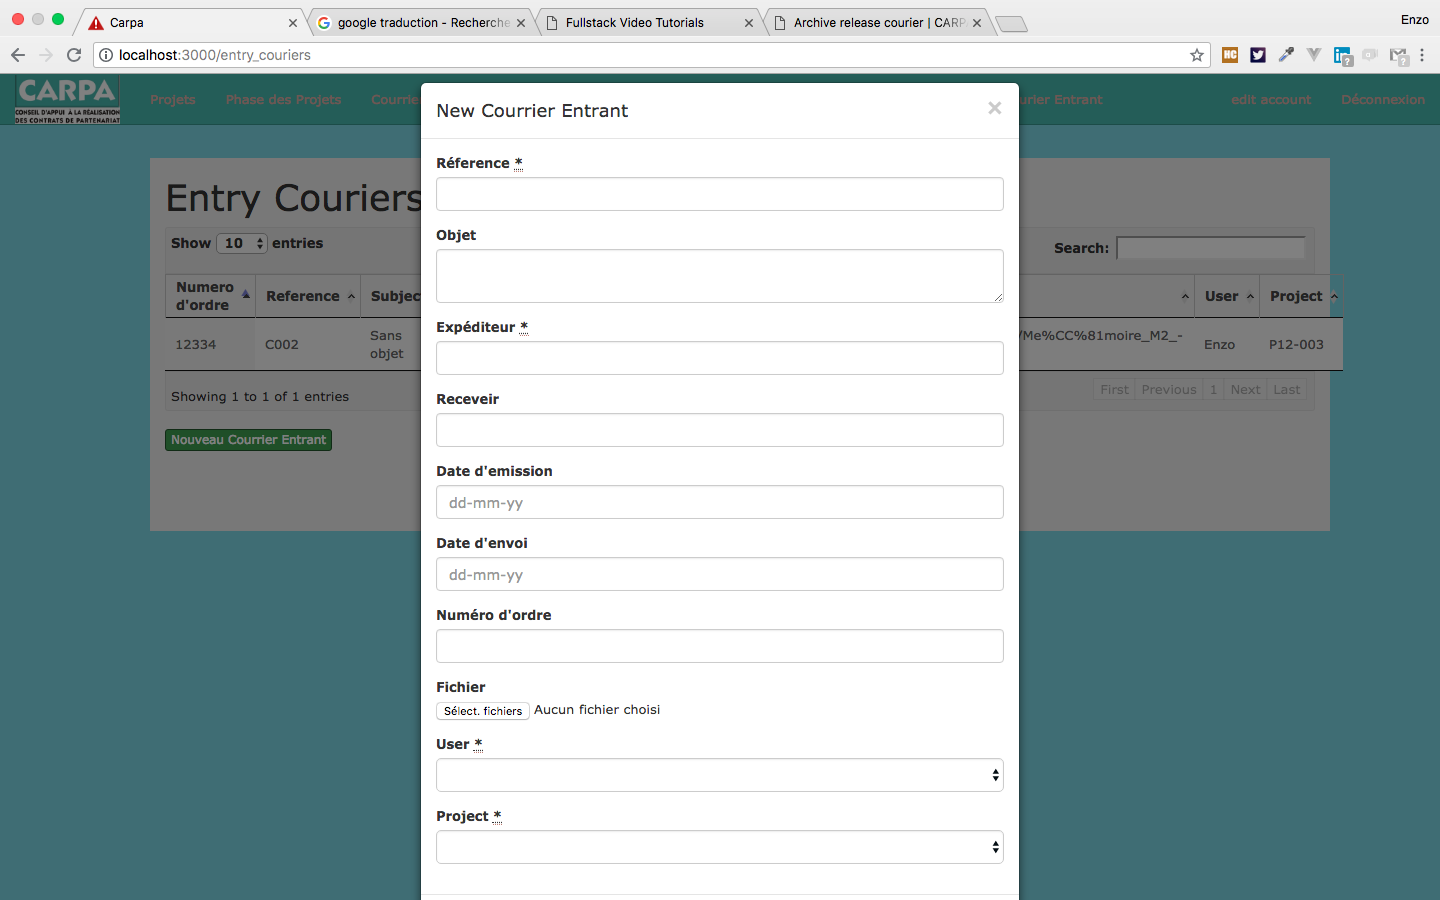 Carpa
google traduction - Recherche
Fullstack Video Tutorials
Archive release courier | CARP
Enzo
localhost:3000/entry_couriers
CARPA
CONSEIL D'APPUI À LA RÉALISATION
DES CONTRATS DE PARTENARIAT
Projets
Phase des Projets
Courrie
urier Entrant
edit account
Déconnexion
New Courrier Entrant
×
Réference *
Objet
Expéditeur *
Receveir
Date d'emission
dd-mm-yy
Date d'envoi
dd-mm-yy
Numéro d'ordre
Fichier
Sélect. fichiers Aucun fichier choisi
User *
Project *
Entry Couriers
Show 10 entries
Search:
Numero d'ordre
Reference
Subjec
User
Project
12334
C002
Sans objet
/Me%CC%81moire_M2_-
Enzo
P12-003
Showing 1 to 1 of 1 entries
First Previous 1 Next Last
Nouveau Courrier Entrant